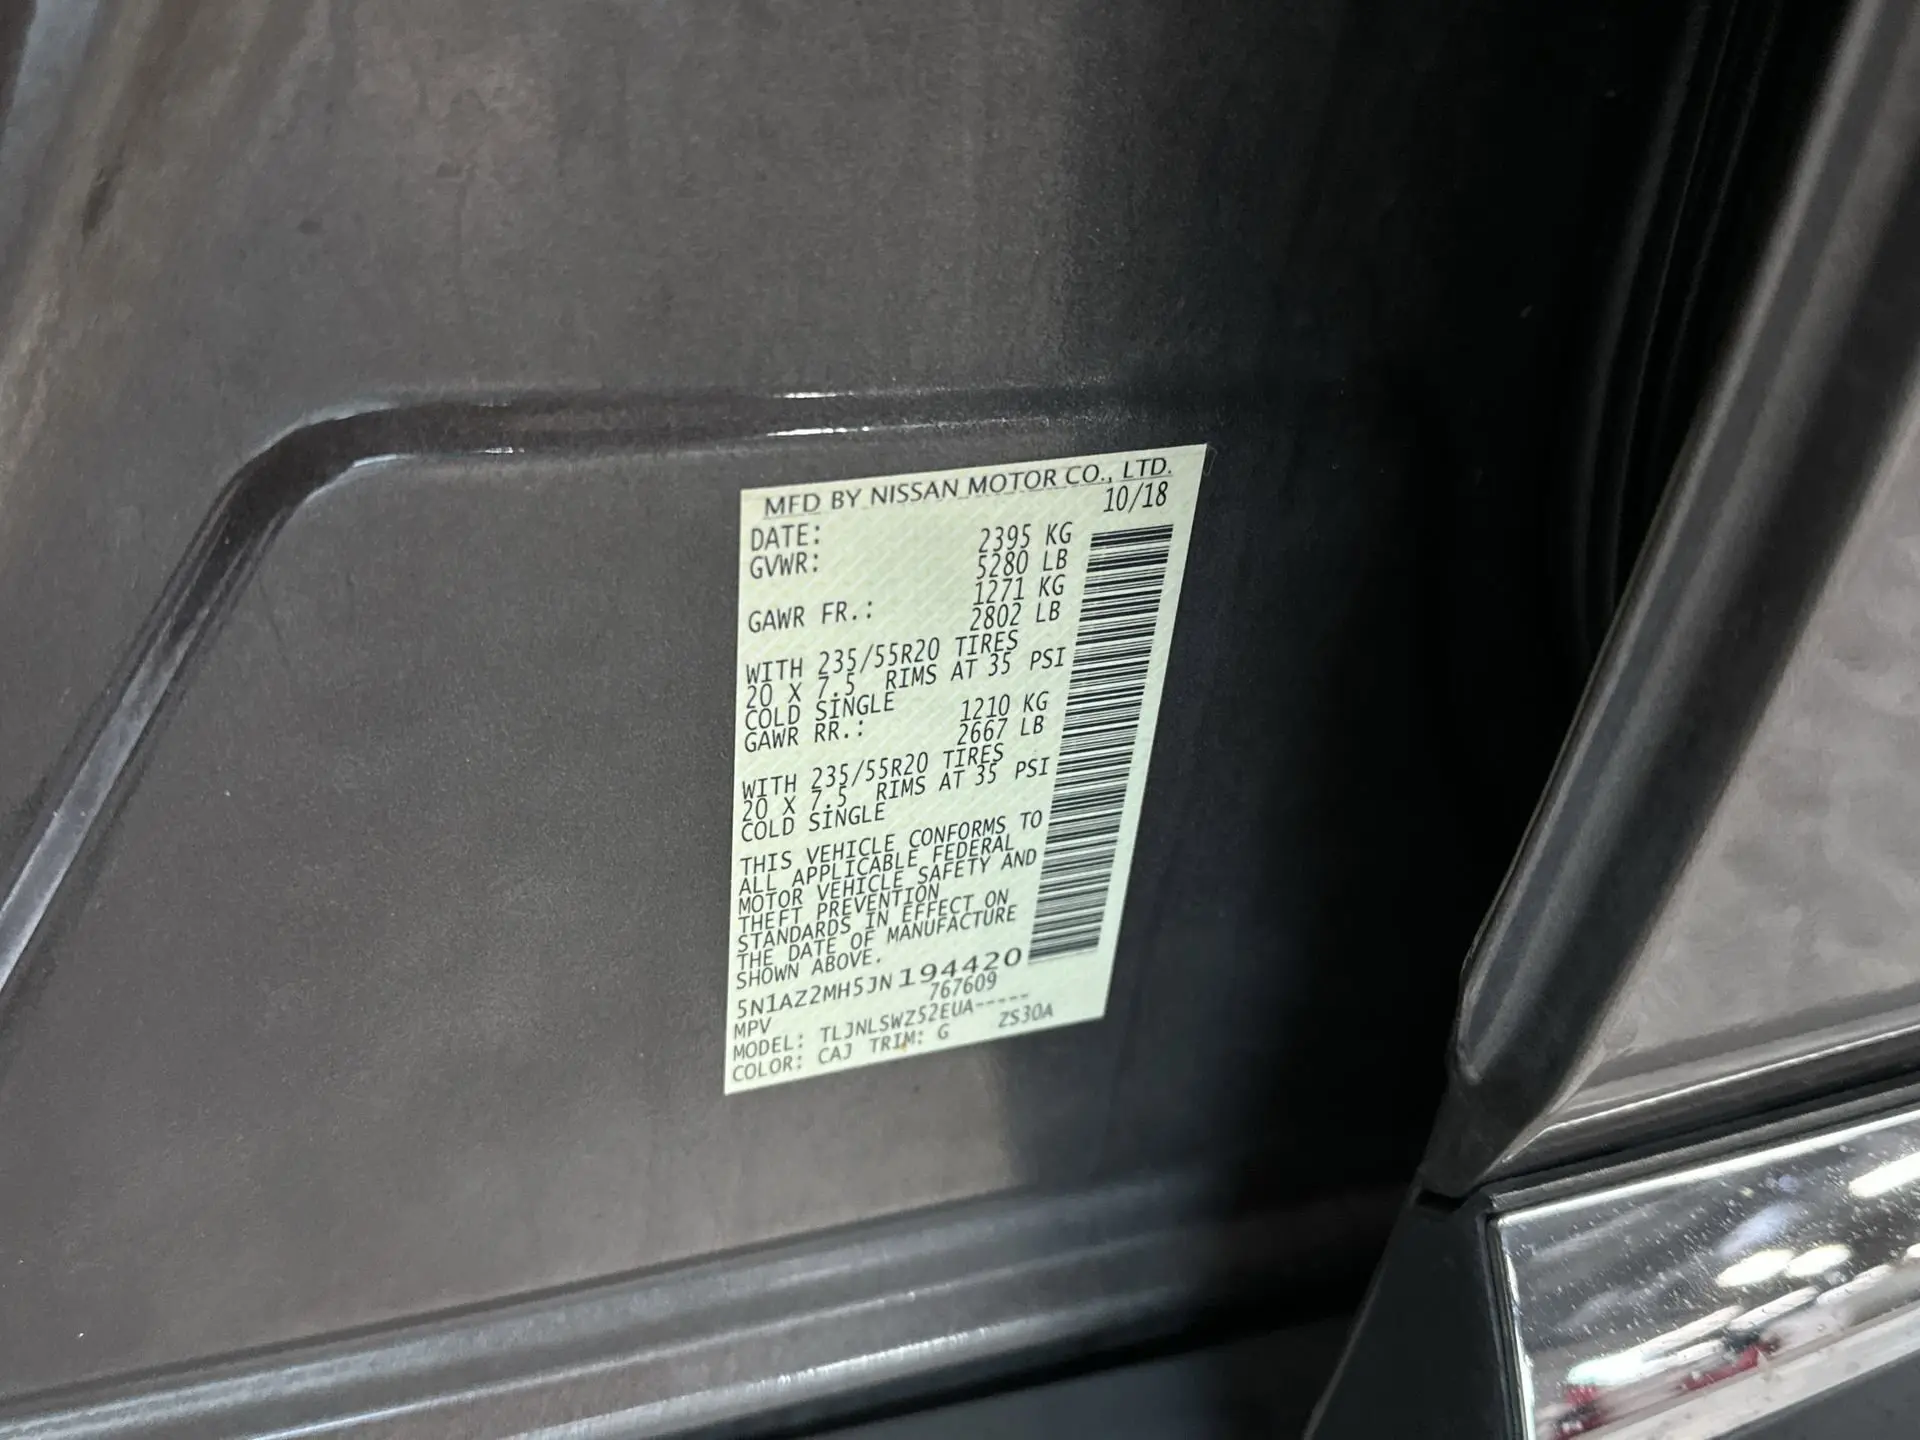 MFD BY NISSAN MOTOR CO., LTD.
10/18
DATE:
GVWR: 2395 KG
5280 LB
GAWR FR.: 1271 KG
2802 LB
WITH 235/55R20 TIRES
20 X 7.5 RIMS AT 35 PSI
COLD SINGLE
GAWR RR.: 1210 KG
2667 LB
WITH 235/55R20 TIRES
20 X 7.5 RIMS AT 35 PSI
COLD SINGLE
THIS VEHICLE CONFORMS TO
ALL APPLICABLE FEDERAL
MOTOR VEHICLE SAFETY AND
THEFT PREVENTION
STANDARDS IN EFFECT ON
THE DATE OF MANUFACTURE
SHOWN ABOVE.
5N1AZ2MH5JN194420
MPV 767609
MODEL: TLJNLSWZ52EUA-----
COLOR: CAJ TRIM: G ZS30A